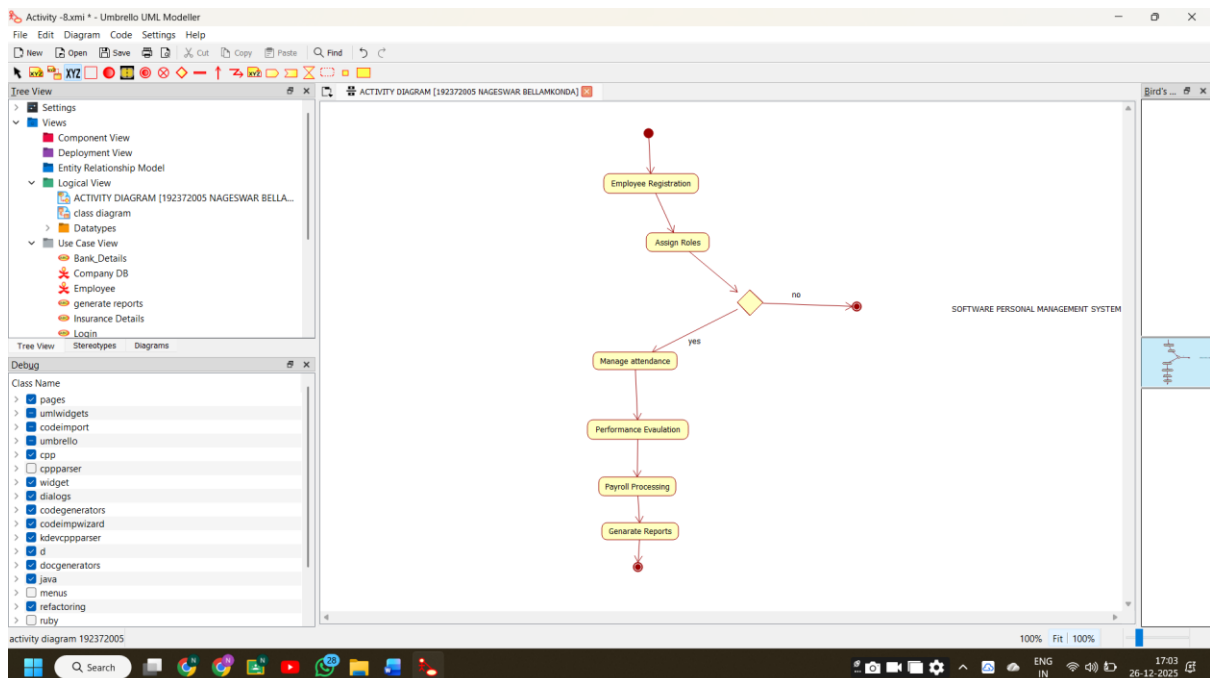 Activity -8.xmi * - Umbrello UML Modeller
File Edit Diagram Code Settings Help
New Open Save Cut Copy Paste Find
XYZ XYZ
Tree View
ACTIVITY DIAGRAM [192372005 NAGESWAR BELLAMKONDA]
Bird's ...
Settings
Views
Component View
Deployment View
Entity Relationship Model
Logical View
ACTIVITY DIAGRAM [192372005 NAGESWAR BELLA...
class diagram
Datatypes
Use Case View
Bank_Details
Company DB
Employee
generate reports
Insurance Details
Login
Tree View Stereotypes Diagrams
Debug
Class Name
pages
umlwidgets
codeimport
umbrello
cpp
cppparser
widget
dialogs
codegenerators
codeimpwizard
kdevcppparser
d
docgenerators
java
menus
refactoring
ruby
Employee Registration
Assign Roles
no
SOFTWARE PERSONAL MANAGEMENT SYSTEM
yes
Manage attendance
Performance Evaulation
Payroll Processing
Genarate Reports
activity diagram 192372005
100% Fit 100%
Search
28
ENG
IN
17:03
26-12-2025